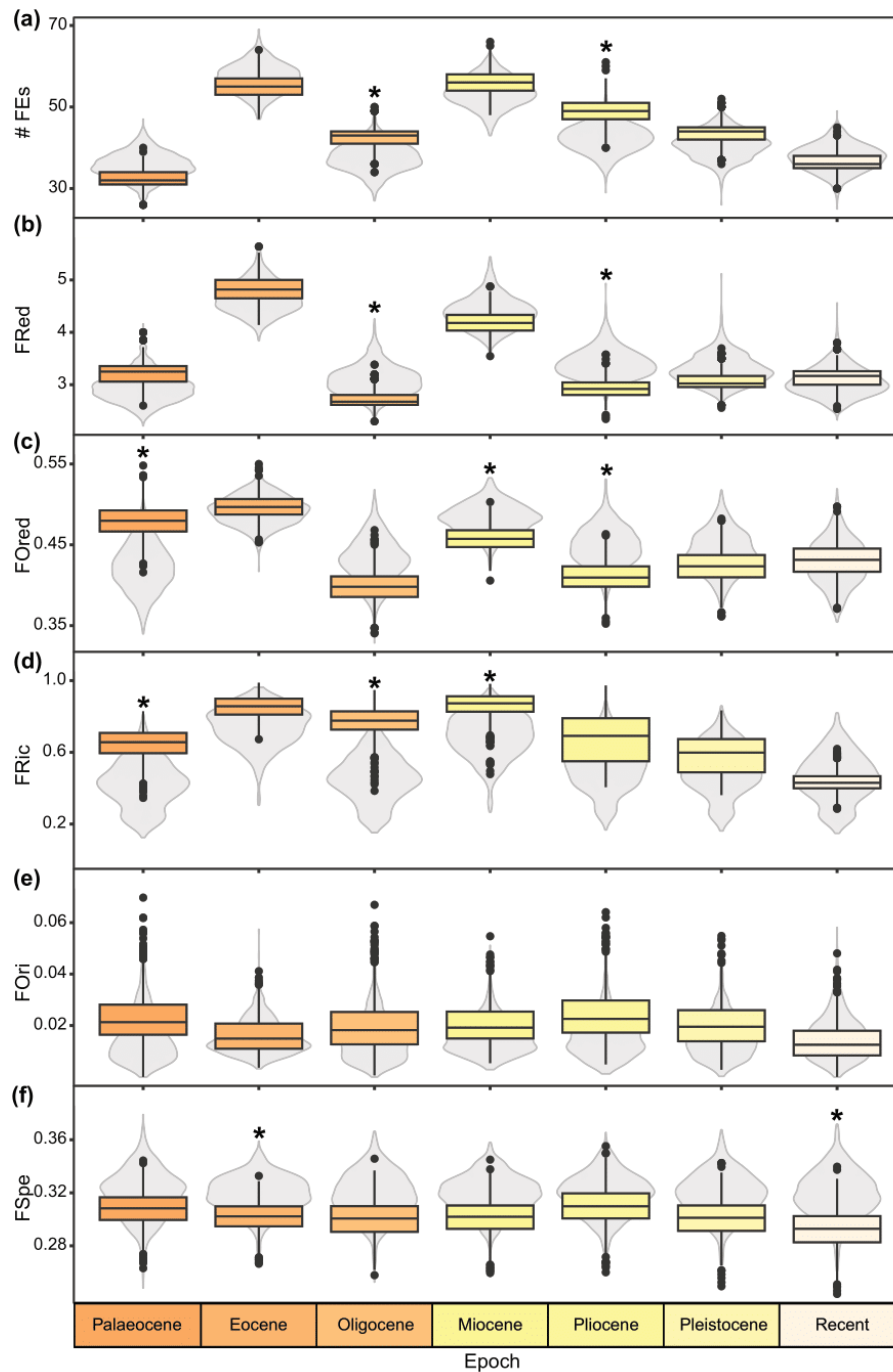 (a)
70
*
*
50
# FEs
30
(b)
5
*
*
4
FRed
3
(c)
*
0.55
*
*
0.45
FOred
0.35
(d)
1.0
*
*
*
0.6
FRic
0.2
(e)
0.06
0.04
FOri
0.02
(f)
*
*
0.36
0.32
FSpe
0.28
Palaeocene Eocene Oligocene Miocene Pliocene Pleistocene Recent
Epoch